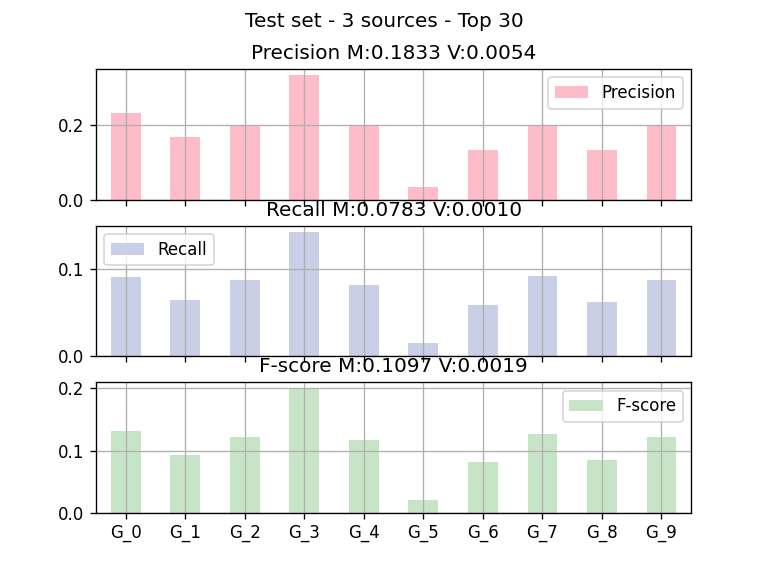 Test set - 3 sources - Top 30
Precision M:0.1833 V:0.0054
Precision
0.2
0.0
Recall M:0.0783 V:0.0010
Recall
0.1
0.0
F-score M:0.1097 V:0.0019
0.2
F-score
0.1
0.0
G_0 G_1 G_2 G_3 G_4 G_5 G_6 G_7 G_8 G_9